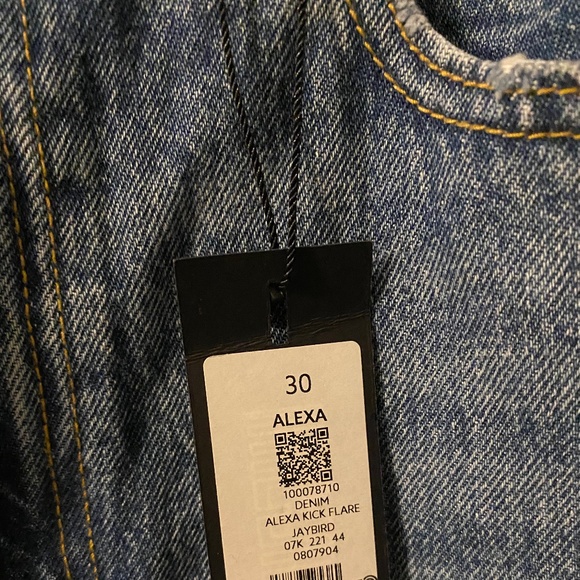 30
ALEXA
100078710
DENIM
ALEXA KICK FLARE
JAYBIRD
07K 221 44
0807904